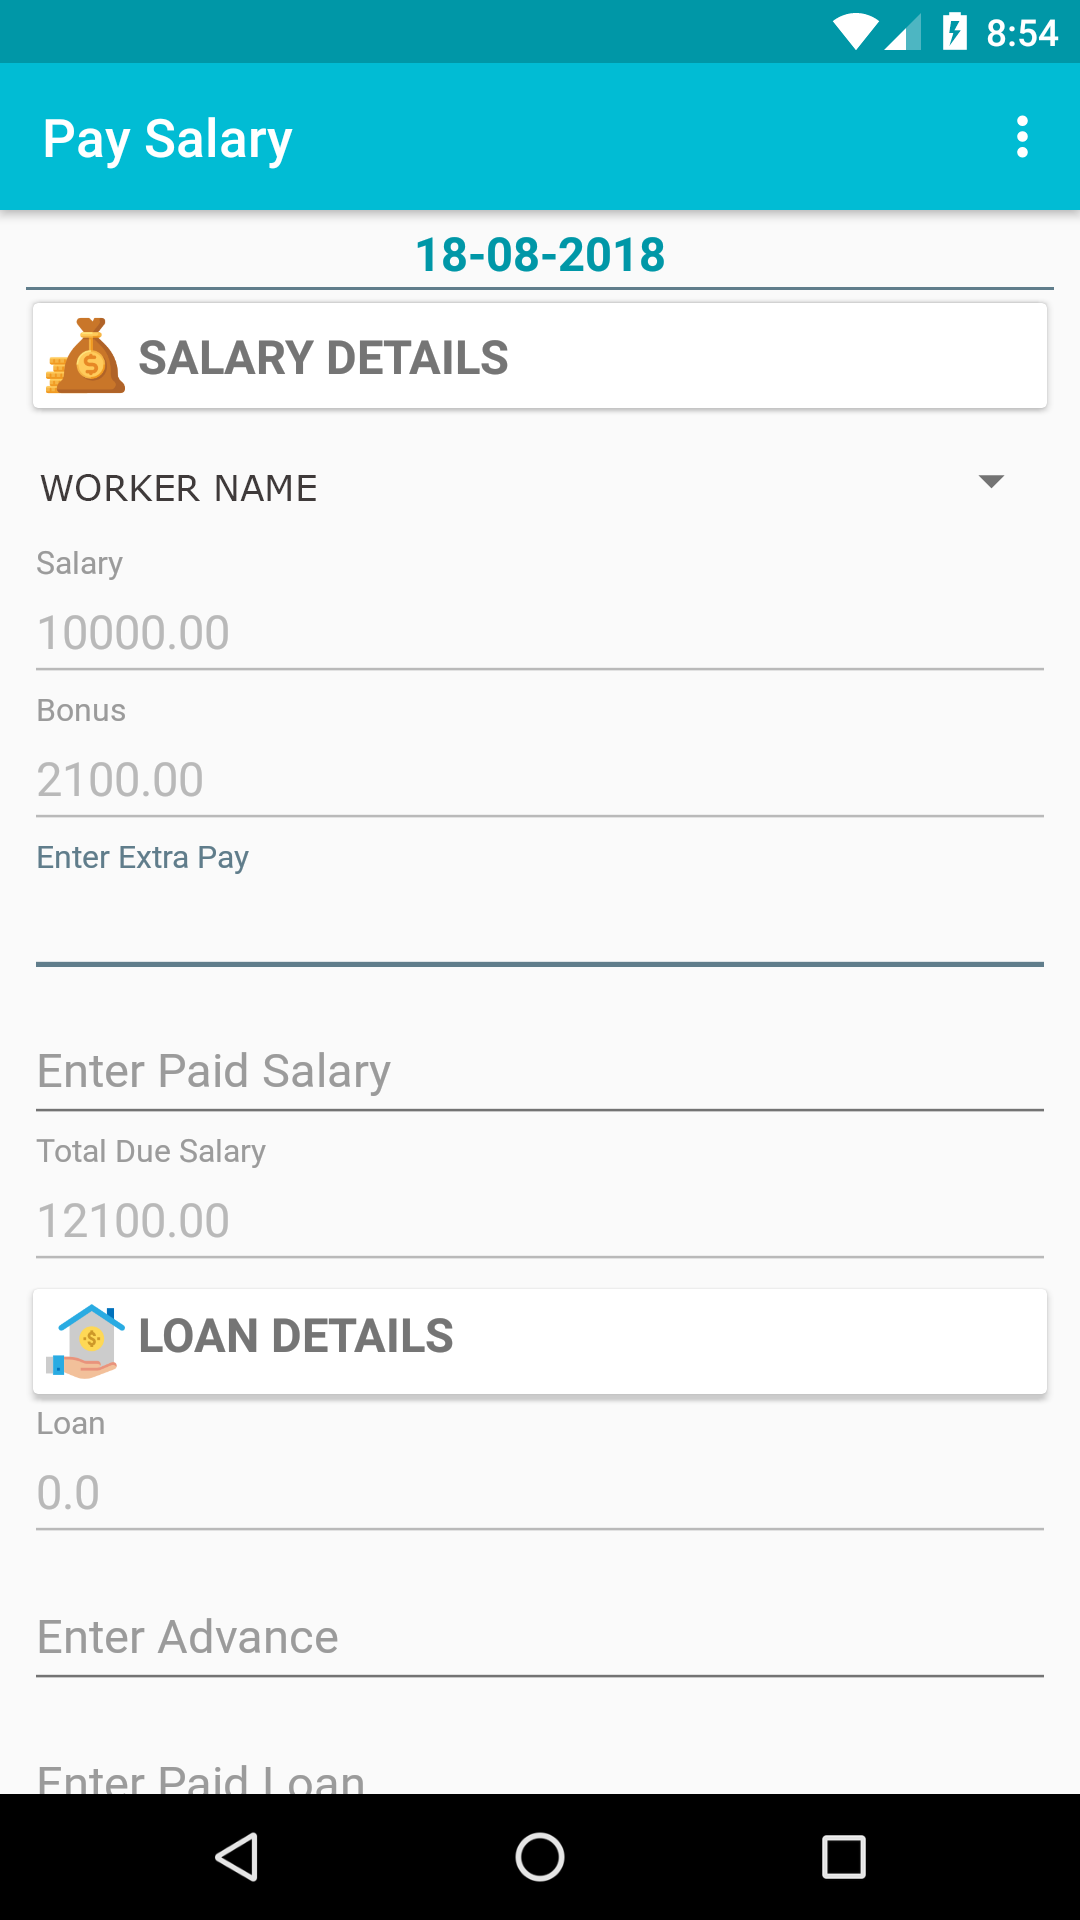 8:54
Pay Salary
18-08-2018
SALARY DETAILS
WORKER NAME
Salary
10000.00
Bonus
2100.00
Enter Extra Pay
Enter Paid Salary
Total Due Salary
12100.00
LOAN DETAILS
Loan
0.0
Enter Advance
Enter Paid Loan